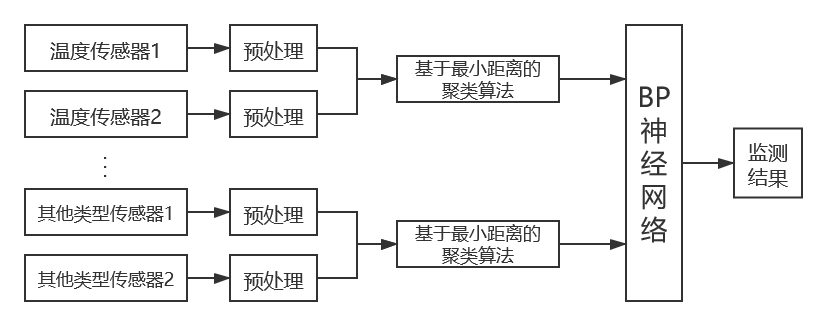 温度传感器1
预处理
温度传感器2
预处理
基于最小距离的
聚类算法
其他类型传感器1
预处理
其他类型传感器2
预处理
基于最小距离的
聚类算法
BP
神
经
网
络
监测
结果